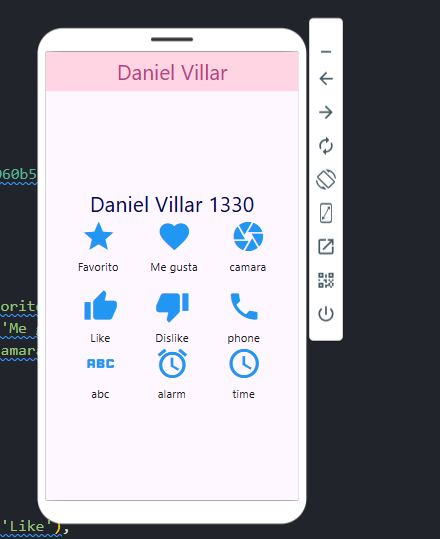 Daniel Villar
060b5
Daniel Villar 1330
Favorito Me gusta camara
orit
'Me
Like Dislike phone
amar
ABC
abc alarm time
'Like'),